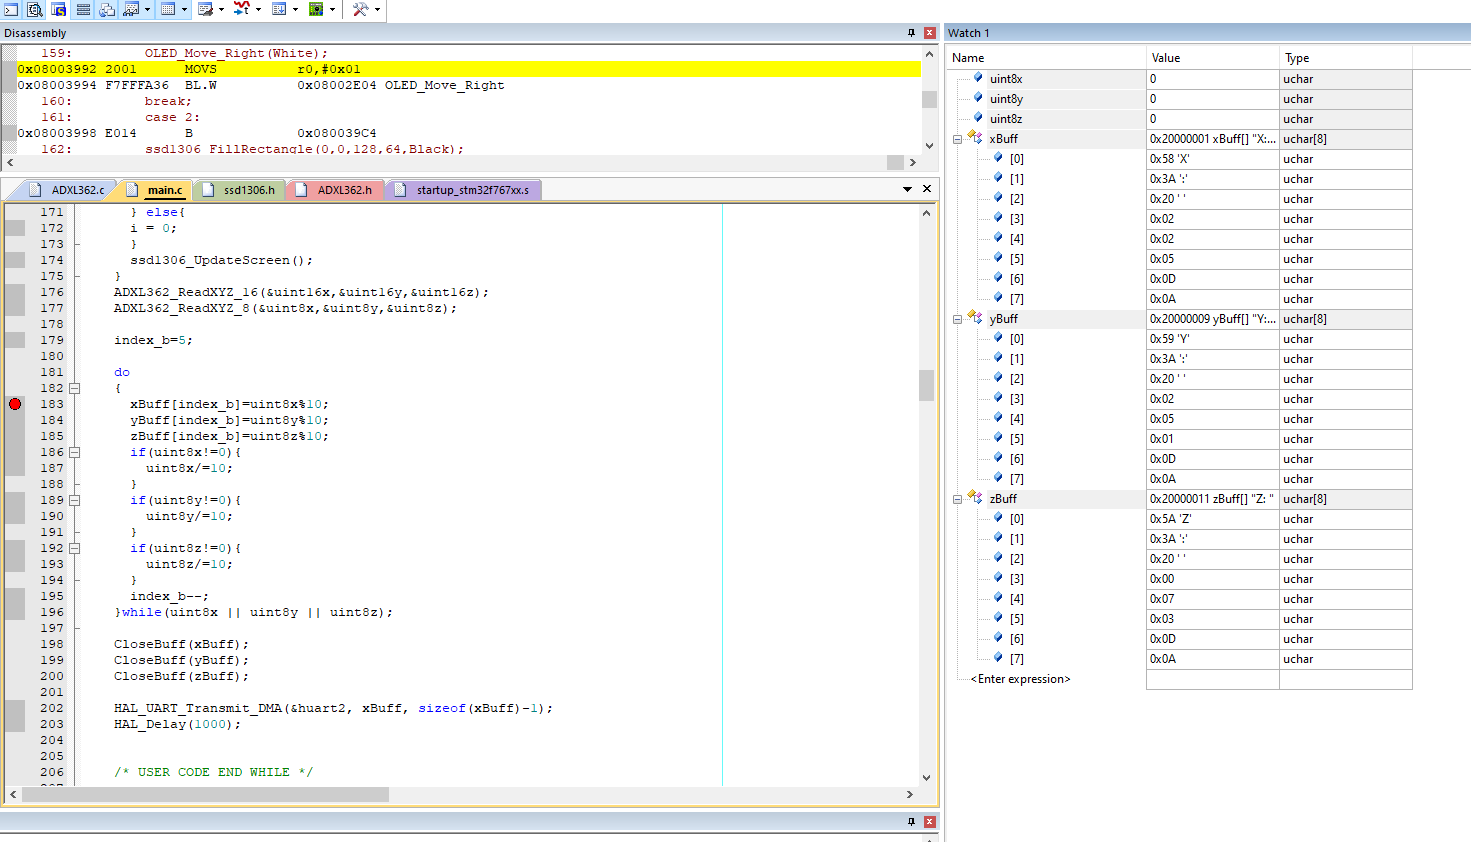 Disassembly
159: OLED_Move_Right(White);
0x08003992 2001 MOVS r0,#0x01
0x08003994 F7FFFA36 BL.W 0x08002E04 OLED_Move_Right
160: break;
161: case 2:
0x08003998 E014 B 0x080039C4
162: ssd1306_FillRectangle(0,0,128,64,Black);
ADXL362.c main.c ssd1306.h ADXL362.h startup_stm32f767xx.s
171 } else{
172 i = 0;
173 }
174 ssd1306_UpdateScreen();
175 }
176 ADXL362_ReadXYZ_16(&uint16x,&uint16y,&uint16z);
177 ADXL362_ReadXYZ_8(&uint8x,&uint8y,&uint8z);
178
179 index_b=5;
180
181 do
182 {
183 xBuff[index_b]=uint8x%10;
184 yBuff[index_b]=uint8y%10;
185 zBuff[index_b]=uint8z%10;
186 if(uint8x!=0){
187 uint8x/=10;
188 }
189 if(uint8y!=0){
190 uint8y/=10;
191 }
192 if(uint8z!=0){
193 uint8z/=10;
194 }
195 index_b--;
196 }while(uint8x || uint8y || uint8z);
197
198 CloseBuff(xBuff);
199 CloseBuff(yBuff);
200 CloseBuff(zBuff);
201
202 HAL_UART_Transmit_DMA(&huart2, xBuff, sizeof(xBuff)-1);
203 HAL_Delay(1000);
204
205
206 /* USER CODE END WHILE */
Watch 1
Name Value Type
uint8x 0 uchar
uint8y 0 uchar
uint8z 0 uchar
xBuff 0x20000001 xBuff[] "X:... uchar[8]
[0] 0x58 'X' uchar
[1] 0x3A ':' uchar
[2] 0x20 ' ' uchar
[3] 0x02 uchar
[4] 0x02 uchar
[5] 0x05 uchar
[6] 0x0D uchar
[7] 0x0A uchar
yBuff 0x20000009 yBuff[] "Y:... uchar[8]
[0] 0x59 'Y' uchar
[1] 0x3A ':' uchar
[2] 0x20 ' ' uchar
[3] 0x02 uchar
[4] 0x05 uchar
[5] 0x01 uchar
[6] 0x0D uchar
[7] 0x0A uchar
zBuff 0x20000011 zBuff[] "Z: " uchar[8]
[0] 0x5A 'Z' uchar
[1] 0x3A ':' uchar
[2] 0x20 ' ' uchar
[3] 0x00 uchar
[4] 0x07 uchar
[5] 0x03 uchar
[6] 0x0D uchar
[7] 0x0A uchar
<Enter expression>